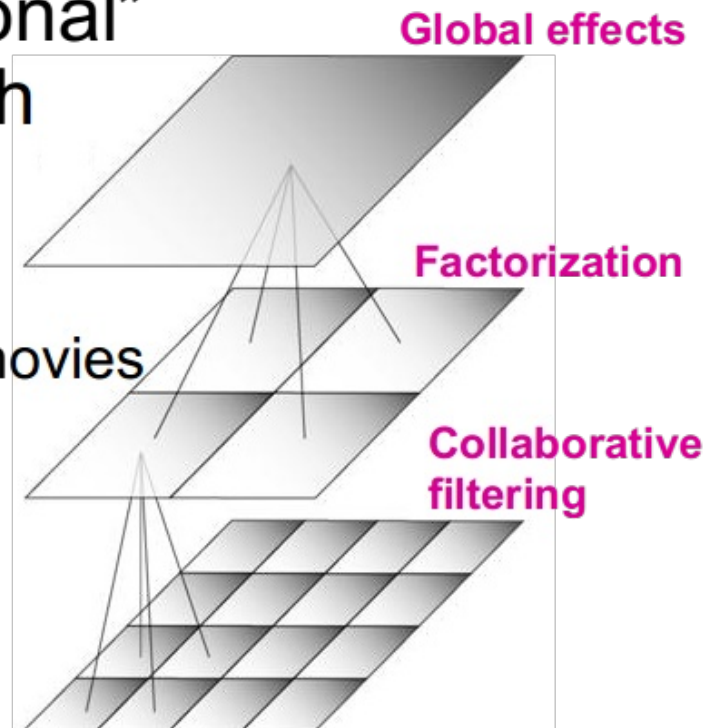 onal”
Global effects
h
Factorization
novies
Collaborative
filtering